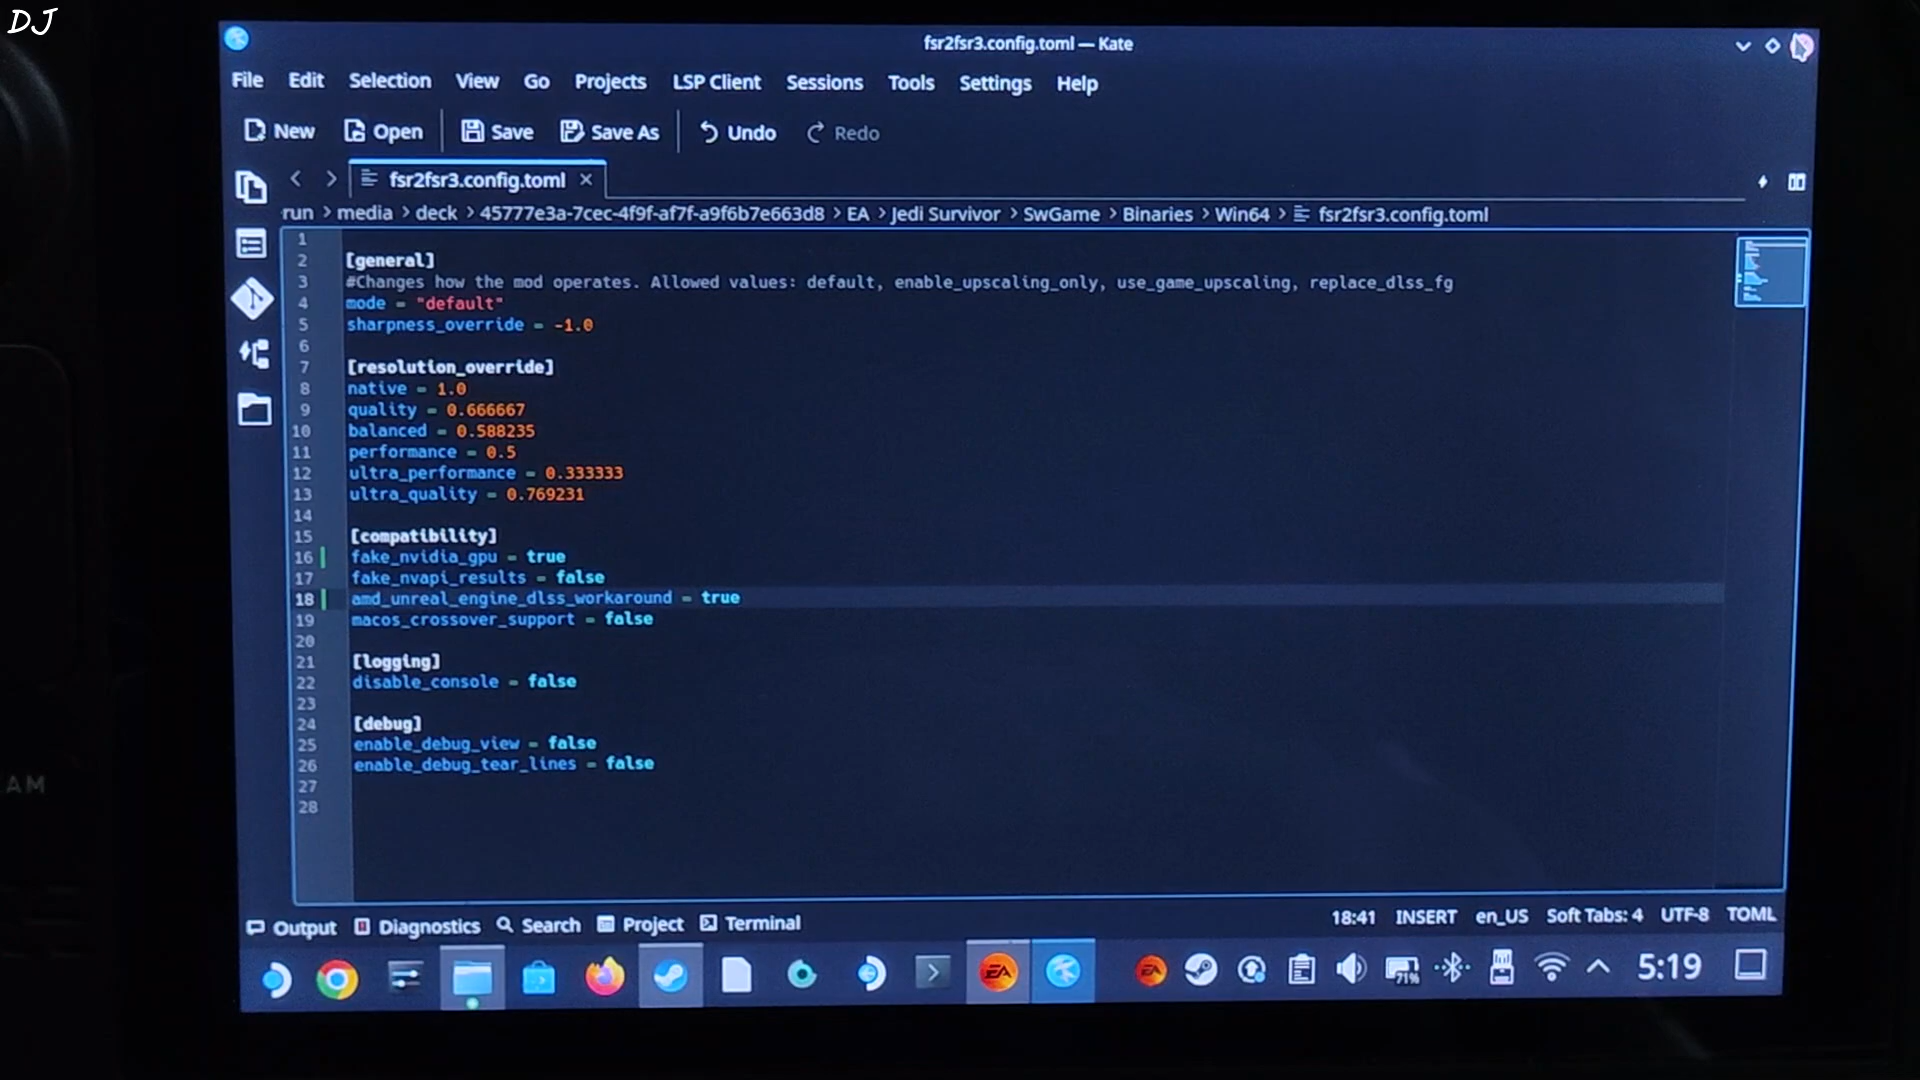 DJ
fsr2fsr3.config.toml — Kate
File Edit Selection View Go Projects LSP Client Sessions Tools Settings Help
New Open Save Save As Undo Redo
fsr2fsr3.config.toml
run > media > deck > 45777e3a-7cec-4f9f-af7f-a9f6b7e663d8 > EA > Jedi Survivor > SwGame > Binaries > Win64 > fsr2fsr3.config.toml
1
2 [general]
3 #Changes how the mod operates. Allowed values: default, enable_upscaling_only, use_game_upscaling, replace_dlss_fg
4 mode = "default"
5 sharpness_override = -1.0
6
7 [resolution_override]
8 native = 1.0
9 quality = 0.666667
10 balanced = 0.588235
11 performance = 0.5
12 ultra_performance = 0.333333
13 ultra_quality = 0.769231
14
15 [compatibility]
16 fake_nvidia_gpu = true
17 fake_nvapi_results = false
18 amd_unreal_engine_dlss_workaround = true
19 macos_crossover_support = false
20
21 [logging]
22 disable_console = false
23
24 [debug]
25 enable_debug_view = false
26 enable_debug_tear_lines = false
27
28
AM
Output Diagnostics Search Project Terminal 18:41 INSERT en_US Soft Tabs: 4 UTF-8 TOML
EA EA 71% 5:19